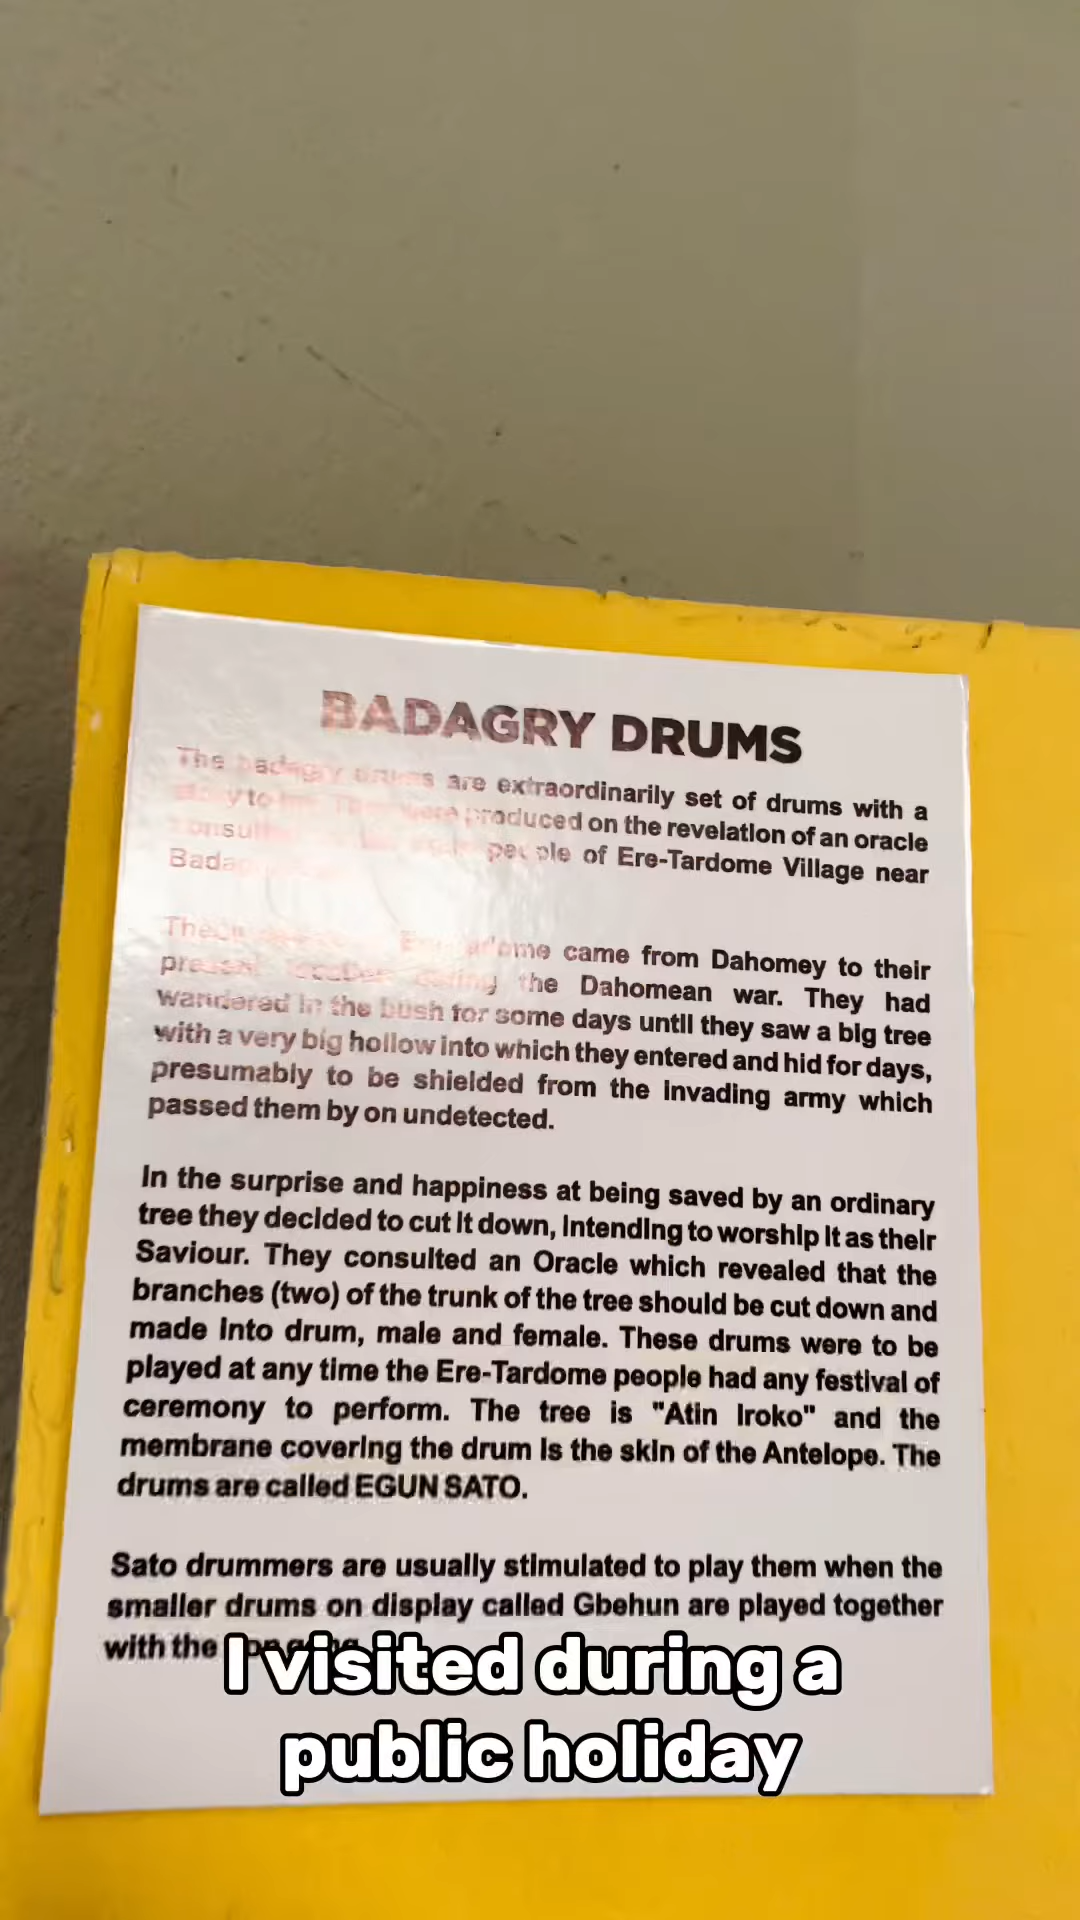 BADAGRY DRUMS
The badagry drums are extraordinarily set of drums with a
story to produced on the revelation of an oracle
people of Ere-Tardome Village near
came from Dahomey to their
present the Dahomean war. They had
wandered in the bush for some days until they saw a big tree
with a very big hollow into which they entered and hid for days,
presumably to be shielded from the invading army which
passed them by on undetected.
In the surprise and happiness at being saved by an ordinary
tree they decided to cut it down, intending to worship it as their
Saviour. They consulted an Oracle which revealed that the
branches (two) of the trunk of the tree should be cut down and
made into drum, male and female. These drums were to be
played at any time the Ere-Tardome people had any festival of
ceremony to perform. The tree is "Atin Iroko" and the
membrane covering the drum is the skin of the Antelope. The
drums are called EGUN SATO.
Sato drummers are usually stimulated to play them when the
smaller drums on display called Gbehun are played together
with the
I visited during a
public holiday